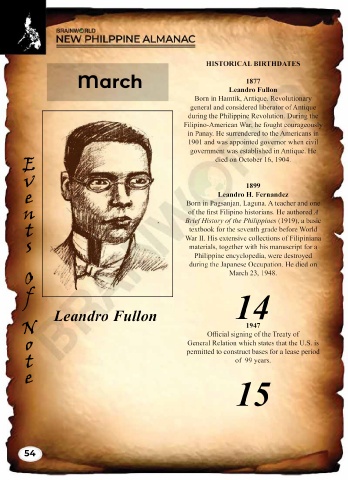 BRAINWORLD
NEW PHILPPINE ALMANAC
March
Events Of Note
Leandro Fullon
HISTORICAL BIRTHDATES
1877
Leandro Fullon
Born in Hamtik, Antique. Revolutionary
general and considered liberator of Antique
during the Philippine Revolution. During the
Filipino-American War, he fought courageously
in Panay. He surrendered to the Americans in
1901 and was appointed governor when civil
government was established in Antique. He
died on October 16, 1904.
1899
Leandro H. Fernandez
Born in Pagsanjan, Laguna. A teacher and one
of the first Filipino historians. He authored A
Brief History of the Philippines (1919), a basic
textbook for the seventh grade before World
War II. His extensive collections of Filipiniana
materials, together with his manuscript for a
Philippine encyclopedia, were destroyed
during the Japanese Occupation. He died on
March 23, 1948.
14
1947
Official signing of the Treaty of
General Relation which states that the U.S. is
permitted to construct bases for a lease period
of 99 years.
15
54